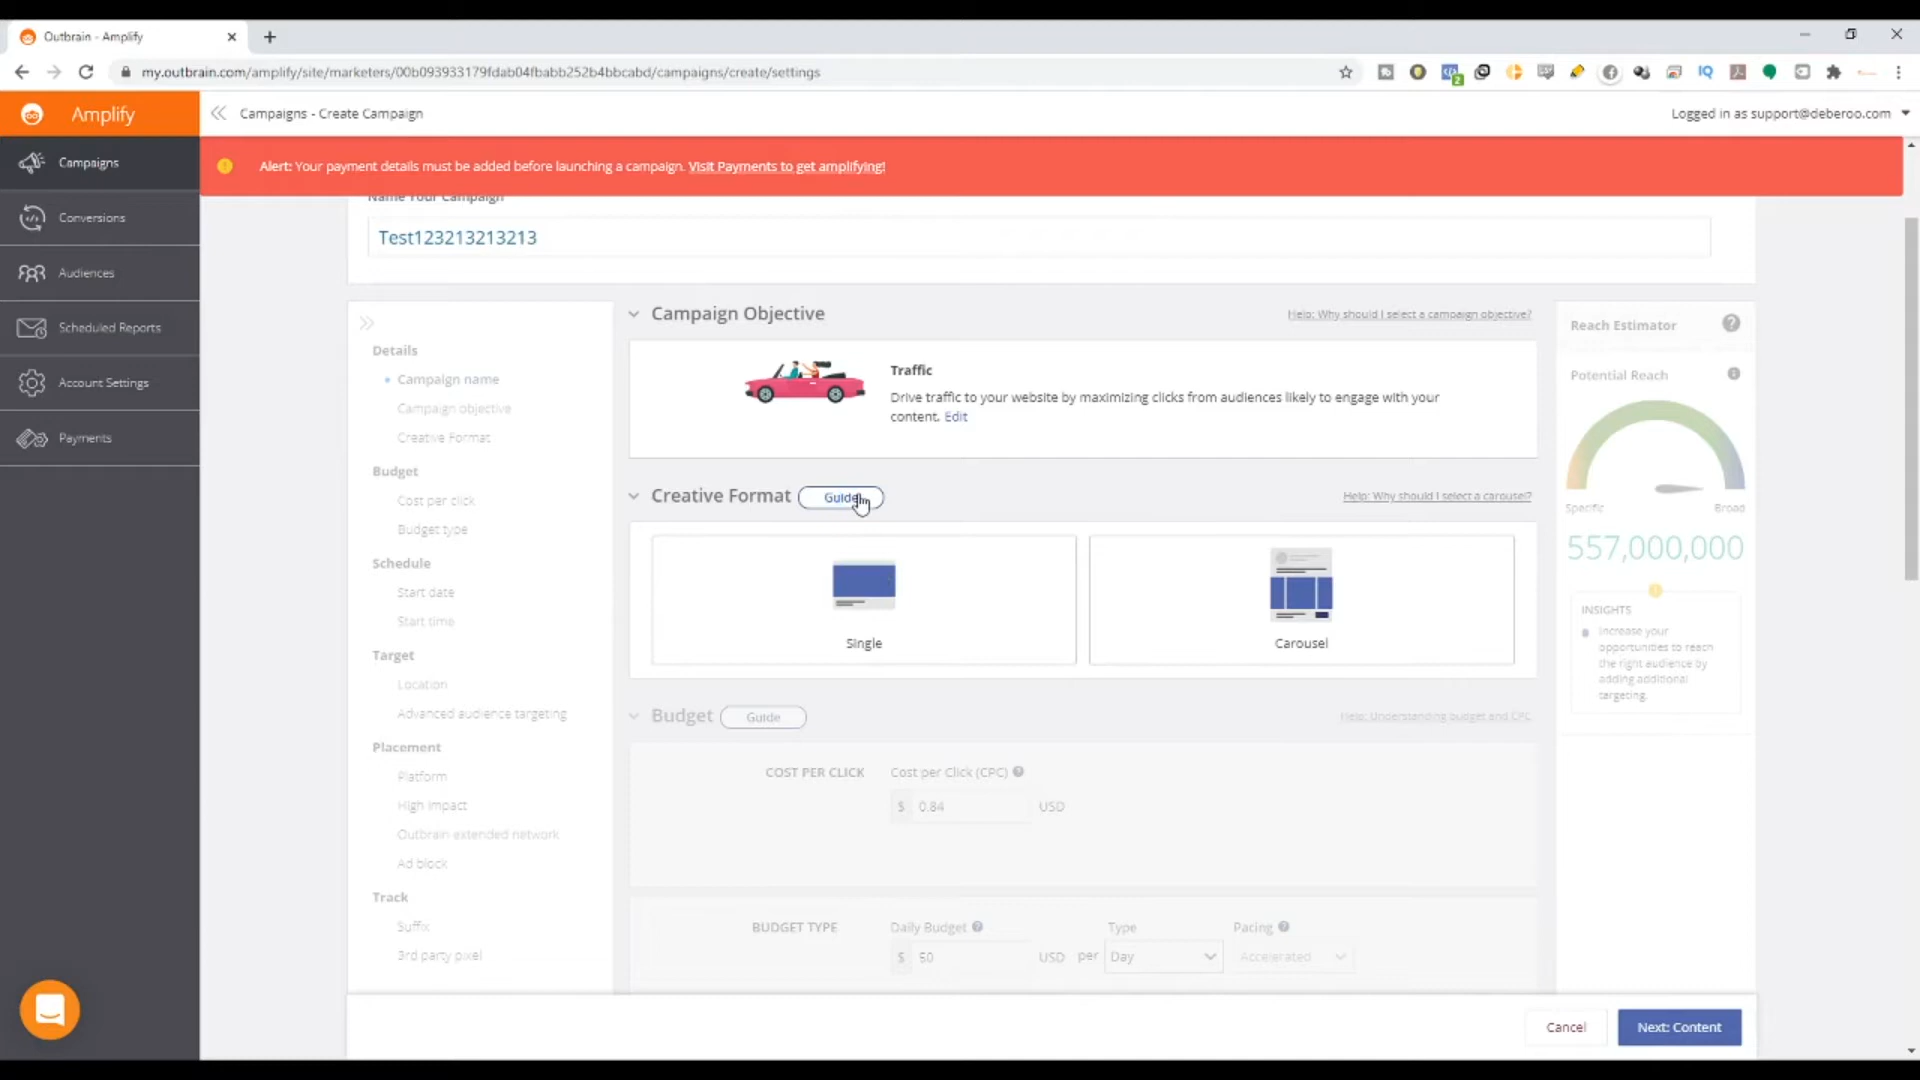 Outbrain - Amplify
my.outbrain.com/amplify/site/marketers/00b093933179fdab04fbabb252b4bbcabd/campaigns/create/settings
Amplify
Campaigns - Create Campaign
Logged in as support@deberoo.com
Campaigns
Conversions
Audiences
Scheduled Reports
Account Settings
Payments
Alert: Your payment details must be added before launching a campaign. Visit Payments to get amplifying!
Name Your Campaign
Test123213213213
Details
Campaign name
Campaign objective
Creative Format
Budget
Cost per click
Budget type
Schedule
Start date
Start time
Target
Location
Advanced audience targeting
Placement
Platform
High impact
Outbrain extended network
Ad block
Track
Suffix
3rd party pixel
Campaign Objective
Help: Why should I select a campaign objective?
Traffic
Drive traffic to your website by maximizing clicks from audiences likely to engage with your
content. Edit
Creative Format
Guide
Help: Why should I select a carousel?
Single
Carousel
Budget
Guide
Help: Understanding budget and CPC
COST PER CLICK
Cost per Click (CPC)
$ 0.84 USD
BUDGET TYPE
Daily Budget
Type
Pacing
$ 50 USD per Day Accelerated
Reach Estimator
Potential Reach
Specific
Broad
557,000,000
INSIGHTS
Increase your
opportunities to reach
the right audience by
adding additional
targeting.
Cancel
Next: Content